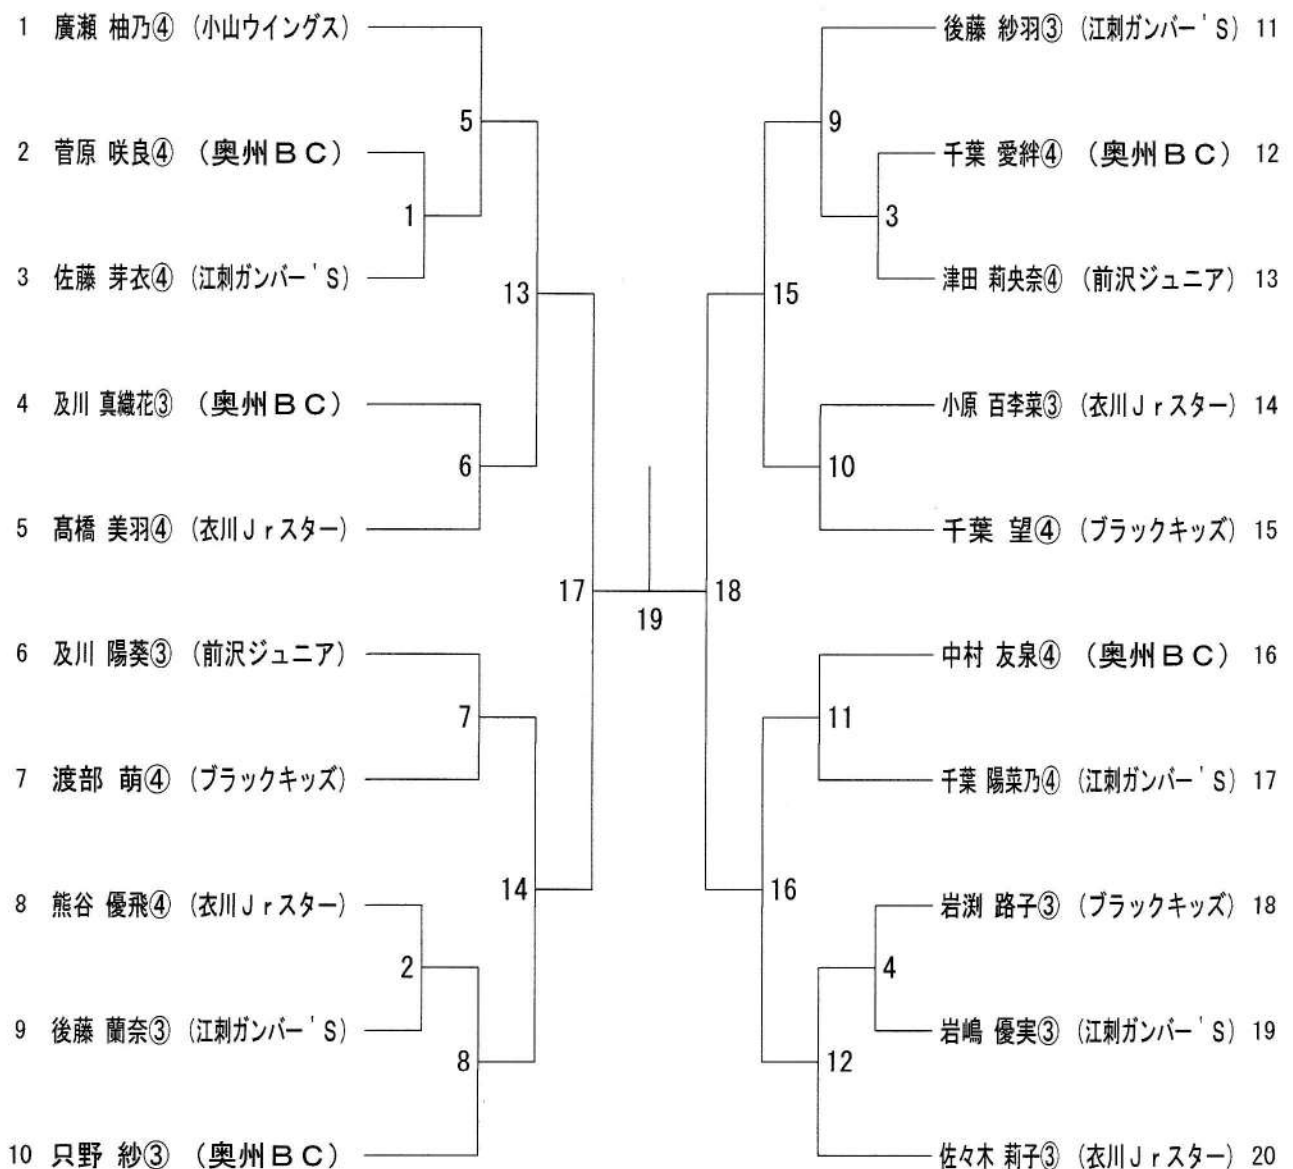 1 廣瀬 柚乃④ (小山ウイングス)
2 菅原 咲良④ (奥州ＢＣ)
3 佐藤 芽衣④ (江刺ガンバー'Ｓ)
4 及川 真織花③ (奥州ＢＣ)
5 髙橋 美羽④ (衣川Ｊｒスター)
6 及川 陽葵③ (前沢ジュニア)
7 渡部 萌④ (ブラックキッズ)
8 熊谷 優飛④ (衣川Ｊｒスター)
9 後藤 蘭奈③ (江刺ガンバー'Ｓ)
10 只野 紗③ (奥州ＢＣ)
5
1
13
6
17
7
14
2
8
19
9
3
15
10
18
11
16
4
12
後藤 紗羽③ (江刺ガンバー'Ｓ) 11
千葉 愛絆④ (奥州ＢＣ) 12
津田 莉央奈④ (前沢ジュニア) 13
小原 百李菜③ (衣川Ｊｒスター) 14
千葉 望④ (ブラックキッズ) 15
中村 友泉④ (奥州ＢＣ) 16
千葉 陽菜乃④ (江刺ガンバー'Ｓ) 17
岩渕 路子③ (ブラックキッズ) 18
岩嶋 優実③ (江刺ガンバー'Ｓ) 19
佐々木 莉子③ (衣川Ｊｒスター) 20